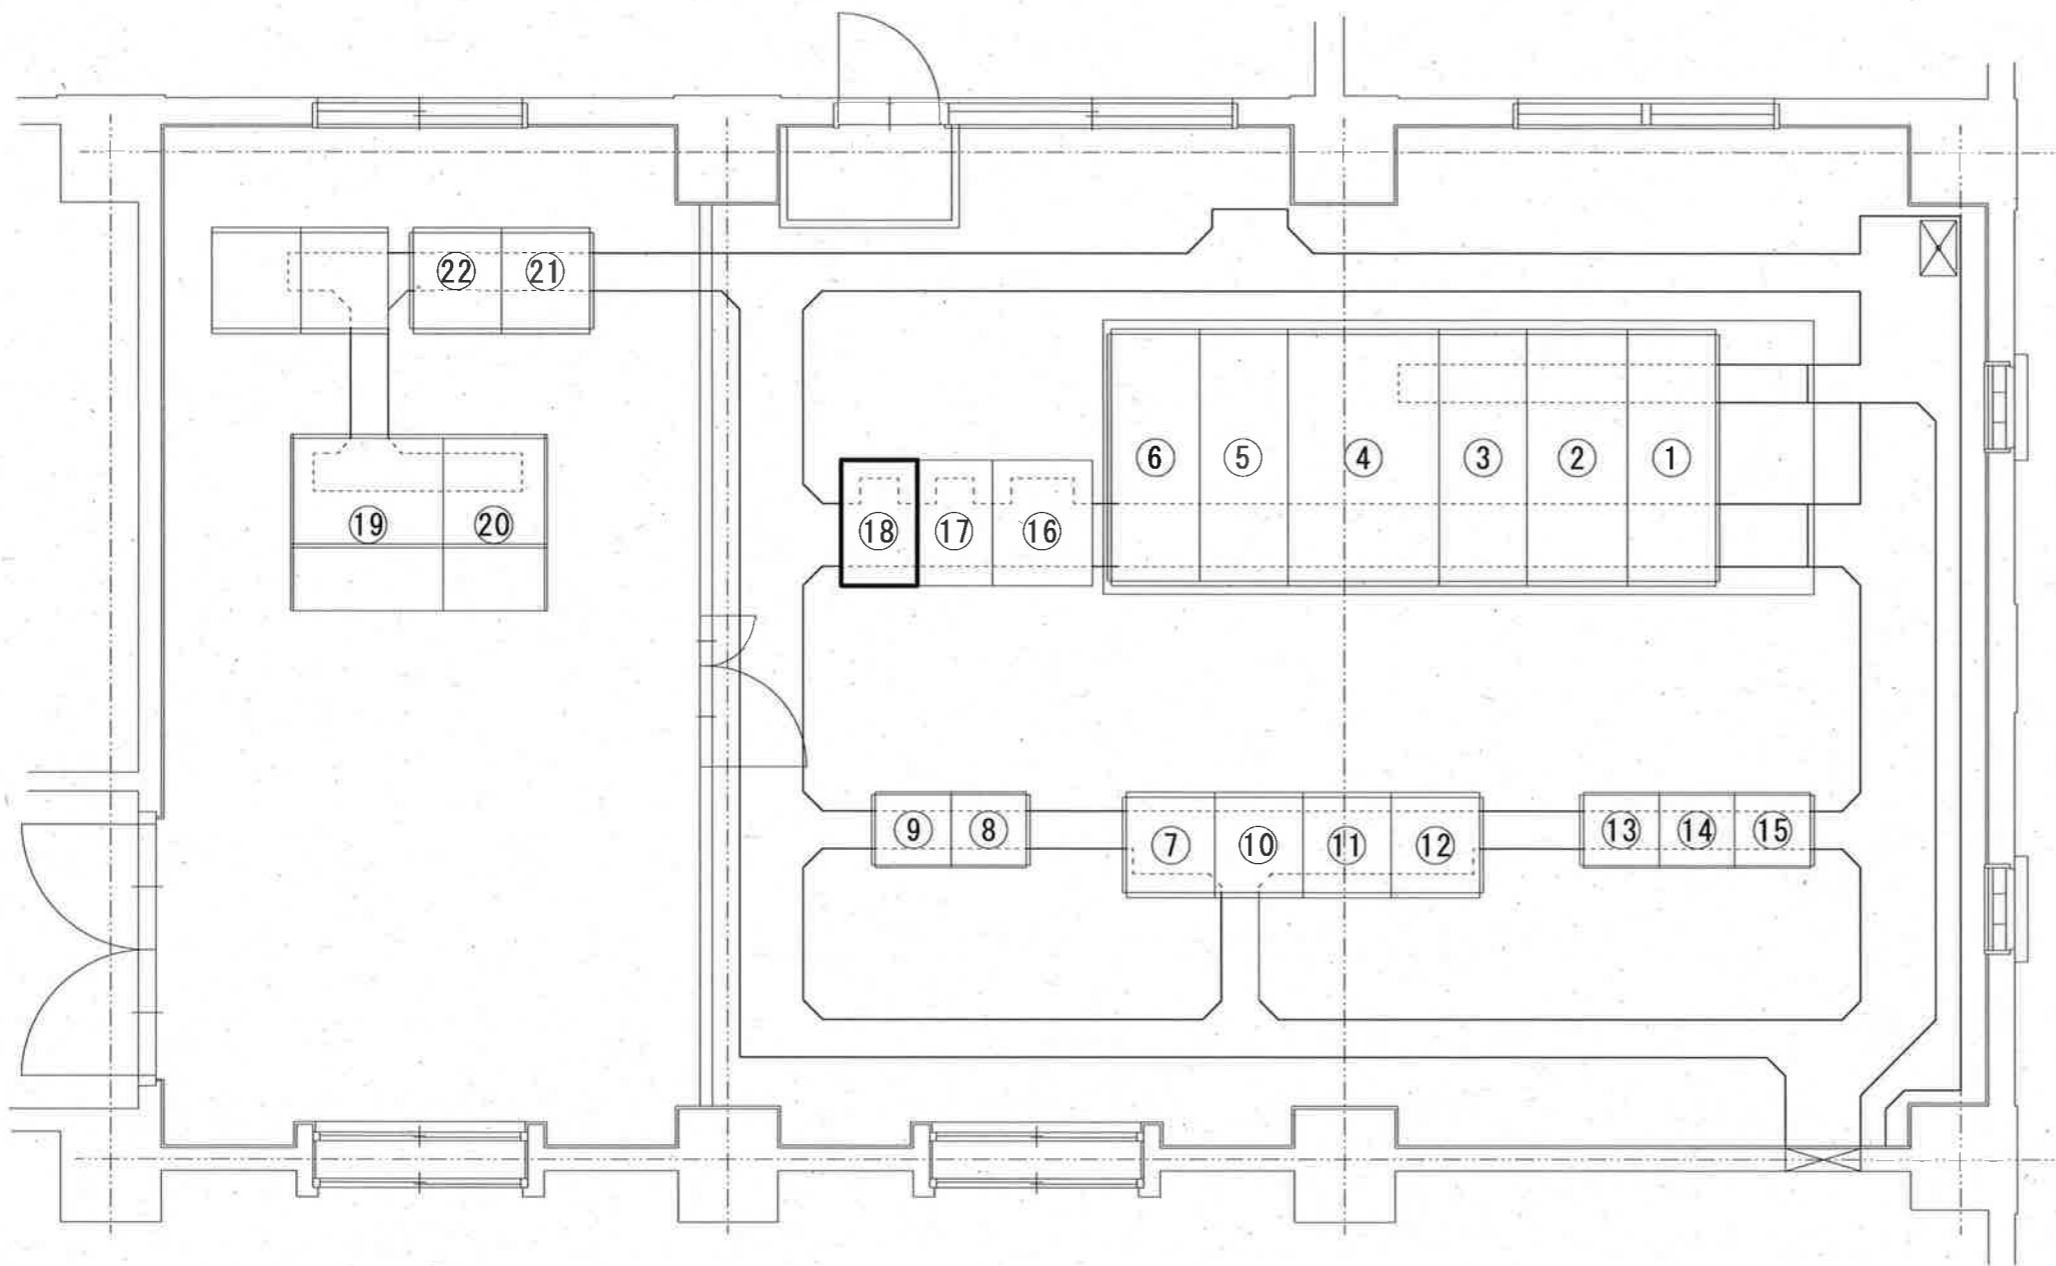 ㉒ ㉑
⑥ ⑤ ④ ③ ② ①
⑱ ⑰ ⑯
⑲ ⑳
⑨ ⑧ ⑦ ⑩ ⑪ ⑫ ⑬ ⑭ ⑮